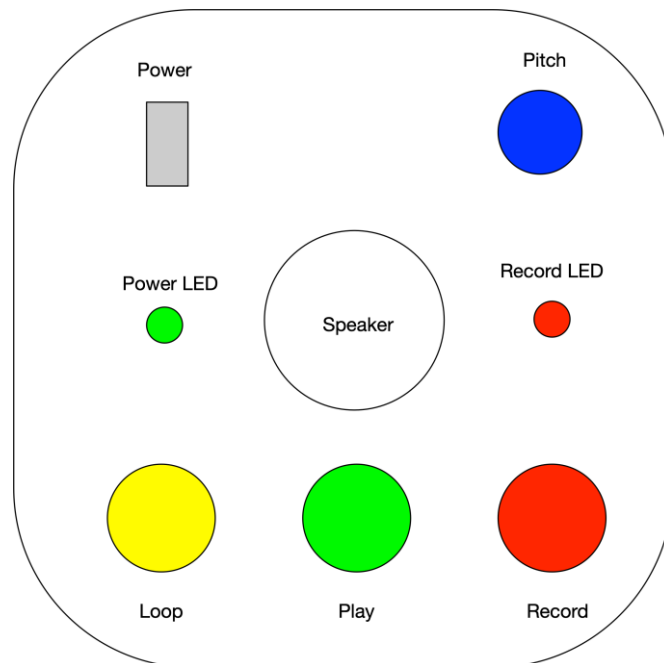 Power
Pitch
Power LED
Record LED
Speaker
Loop
Play
Record